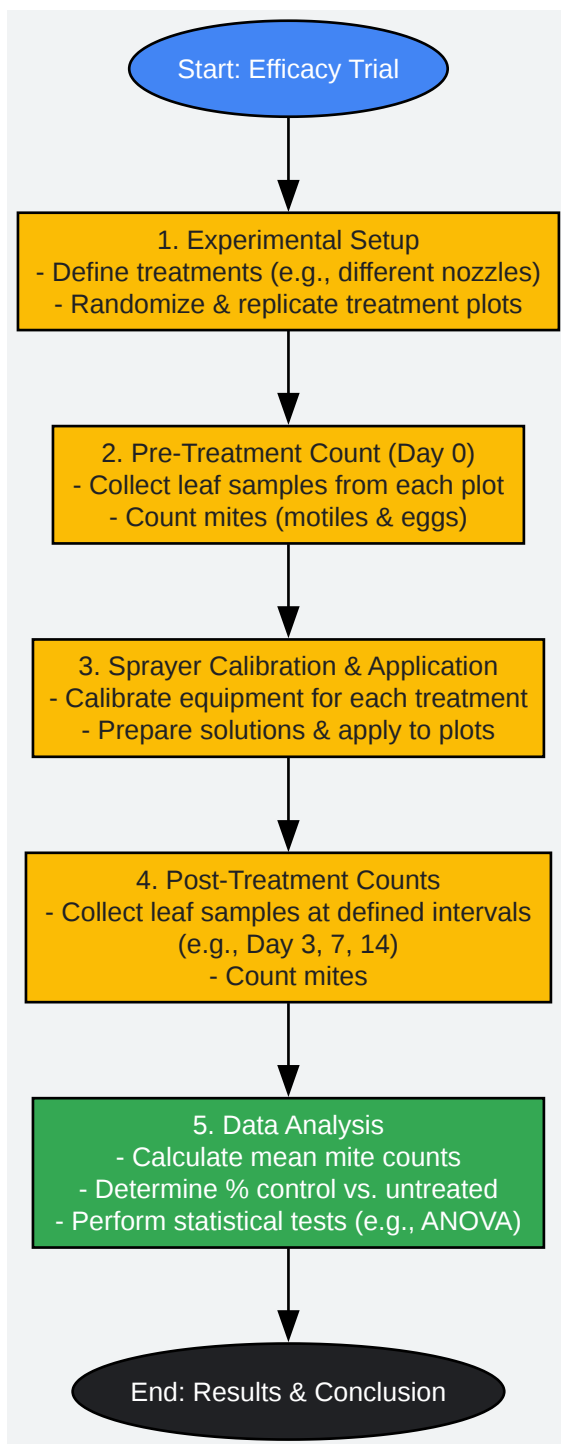 Start: Efficacy Trial
1. Experimental Setup
- Define treatments (e.g., different nozzles)
- Randomize & replicate treatment plots
2. Pre-Treatment Count (Day 0)
- Collect leaf samples from each plot
- Count mites (motiles & eggs)
3. Sprayer Calibration & Application
- Calibrate equipment for each treatment
- Prepare solutions & apply to plots
4. Post-Treatment Counts
- Collect leaf samples at defined intervals
(e.g., Day 3, 7, 14)
- Count mites
5. Data Analysis
- Calculate mean mite counts
- Determine % control vs. untreated
- Perform statistical tests (e.g., ANOVA)
End: Results & Conclusion